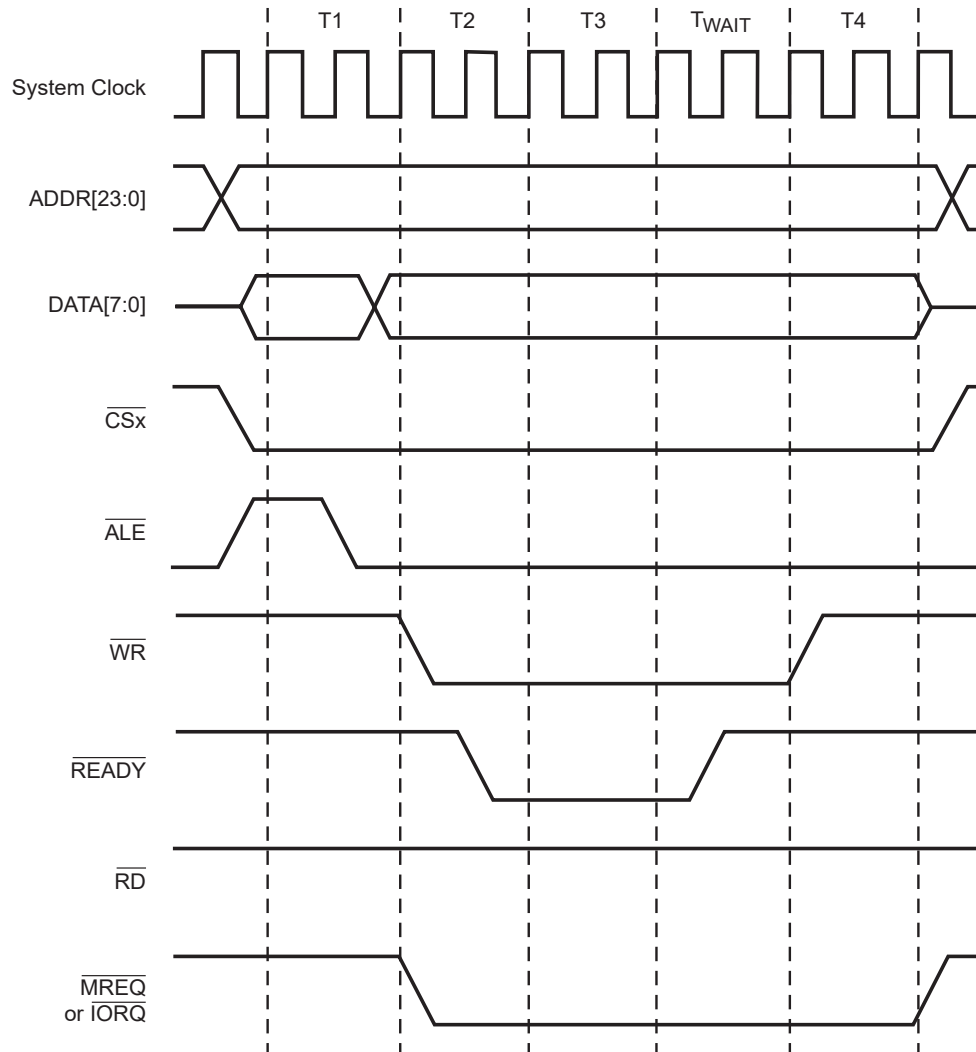 T1 T2 T3 TWAIT T4
System Clock
ADDR[23:0]
DATA[7:0]
CSx
ALE
WR
READY
RD
MREQ
or IORQ